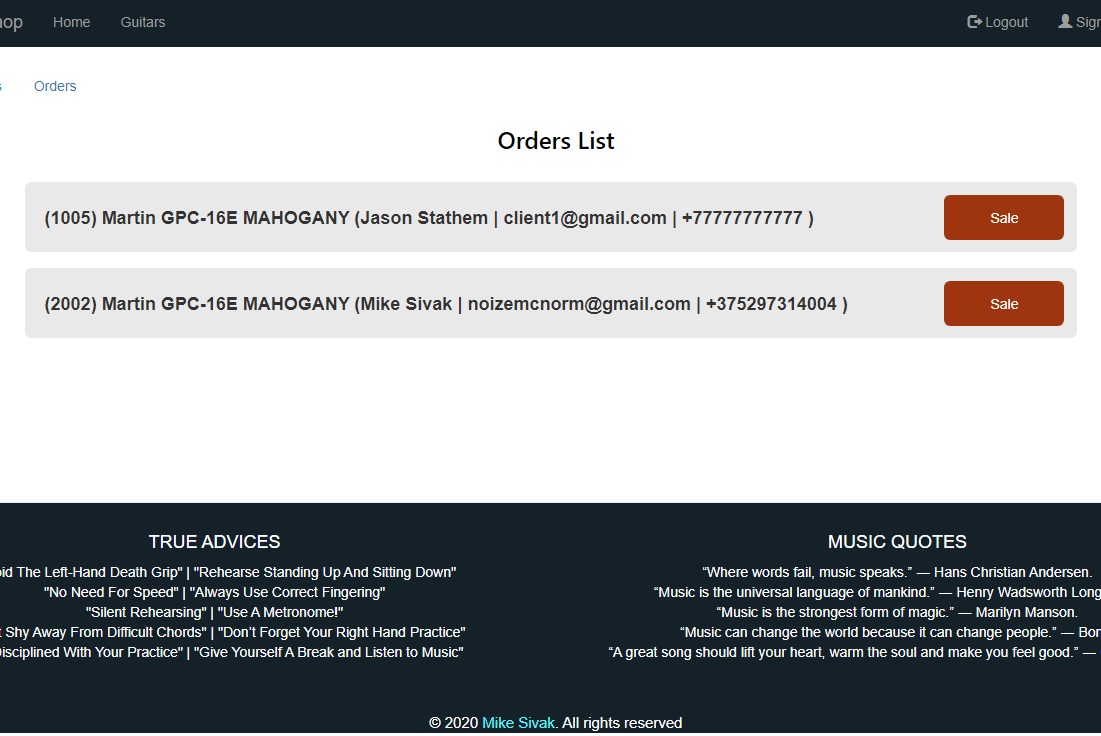 Home Guitars Logout
Orders
Orders List
(1005) Martin GPC-16E MAHOGANY (Jason Stathem | client1@gmail.com | +77777777777 )
Sale
(2002) Martin GPC-16E MAHOGANY (Mike Sivak | noizemcnorm@gmail.com | +375297314004 )
Sale
TRUE ADVICES
The Left-Hand Death Grip" | "Rehearse Standing Up And Sitting Down"
"No Need For Speed" | "Always Use Correct Fingering"
"Silent Rehearsing" | "Use A Metronome!"
Shy Away From Difficult Chords" | "Don’t Forget Your Right Hand Practice"
With Your Practice" | "Give Yourself A Break and Listen to Music"
MUSIC QUOTES
“Where words fail, music speaks.” — Hans Christian Andersen.
“Music is the universal language of mankind.” — Henry Wadsworth Long
“Music is the strongest form of magic.” — Marilyn Manson.
“Music can change the world because it can change people.” — Bon
“A great song should lift your heart, warm the soul and make you feel good.” —
© 2020 Mike Sivak. All rights reserved